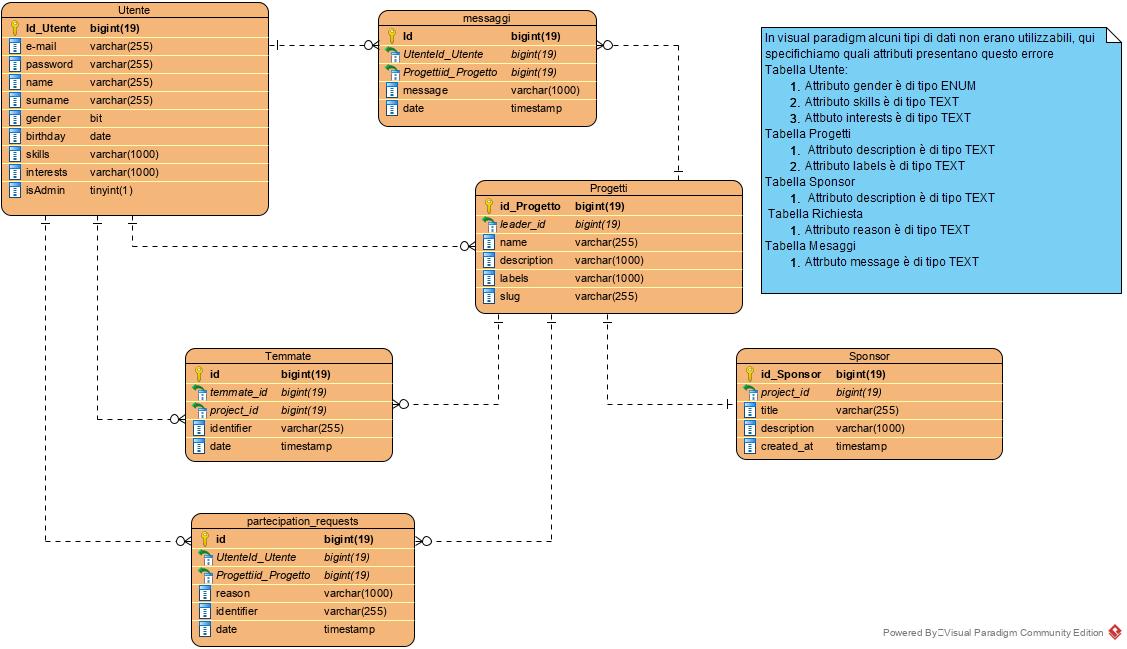 Utente
Id_Utente bigint(19)
e-mail varchar(255)
password varchar(255)
name varchar(255)
surname varchar(255)
gender bit
birthday date
skills varchar(1000)
interests varchar(1000)
isAdmin tinyint(1)
messaggi
Id bigint(19)
UtenteId_Utente bigint(19)
Progettiid_Progetto bigint(19)
message varchar(1000)
date timestamp
In visual paradigm alcuni tipi di dati non erano utilizzabili, qui
specifichiamo quali attributi presentano questo errore
Tabella Utente:
1. Attributo gender è di tipo ENUM
2. Attributo skills è di tipo TEXT
3. Attbuto interests è di tipo TEXT
Tabella Progetti
1. Attributo description è di tipo TEXT
2. Attributo labels è di tipo TEXT
Tabella Sponsor
1. Attributo description è di tipo TEXT
Tabella Richiesta
1. Attributo reason è di tipo TEXT
Tabella Mesaggi
1. Attrbuto message è di tipo TEXT
Progetti
id_Progetto bigint(19)
leader_id bigint(19)
name varchar(255)
description varchar(1000)
labels varchar(1000)
slug varchar(255)
Temmate
id bigint(19)
temmate_id bigint(19)
project_id bigint(19)
identifier varchar(255)
date timestamp
Sponsor
id_Sponsor bigint(19)
project_id bigint(19)
title varchar(255)
description varchar(1000)
created_at timestamp
partecipation_requests
id bigint(19)
UtenteId_Utente bigint(19)
Progettiid_Progetto bigint(19)
reason varchar(1000)
identifier varchar(255)
date timestamp
Powered By Visual Paradigm Community Edition